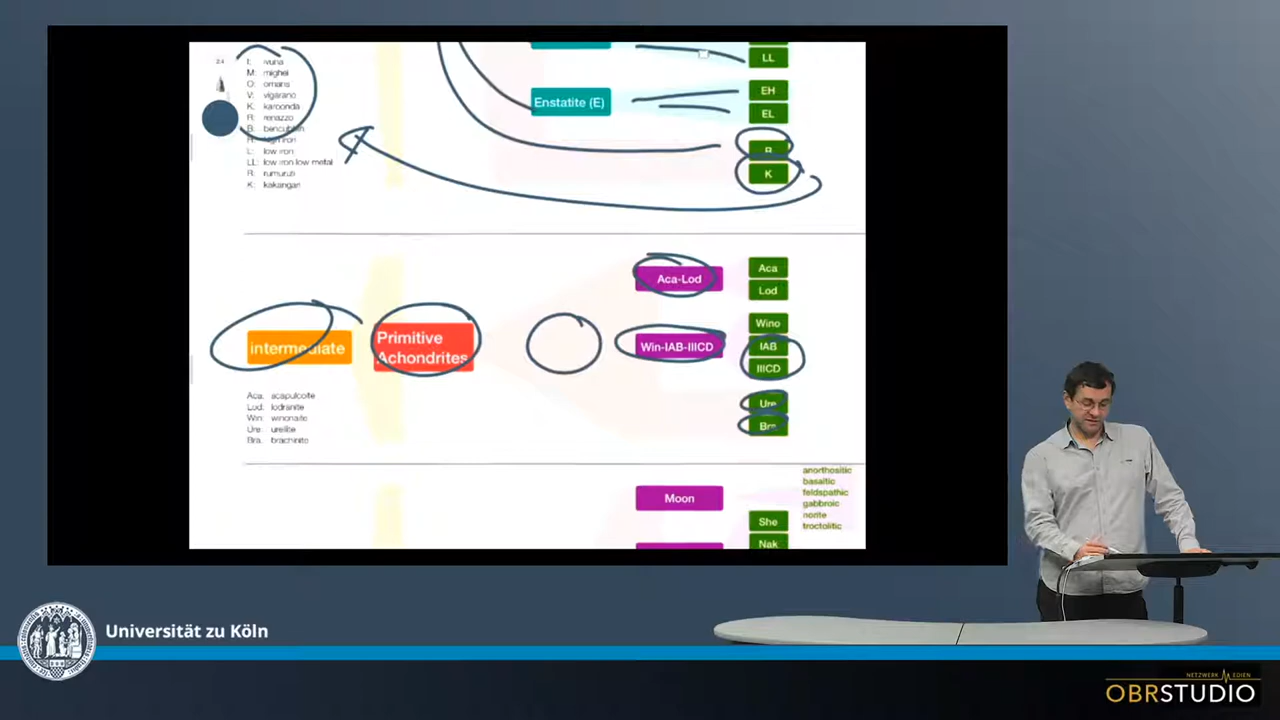 2.4
I: ivuna
M: mighei
O: ornans
V: vigarano
K: karoonda
R: renazzo
B: bencubbin
H: high iron
L: low iron
LL: low iron low metal
R: rumuruti
K: kakangari
Enstatite (E)
LL
EH
EL
R
K
intermediate
Primitive
Achondrites
Aca-Lod
Win-IAB-IIICD
Aca
Lod
Wino
IAB
IIICD
Ure
Bra
Aca: acapulcoite
Lod: lodranite
Win: winonaite
Ure: ureilite
Bra: brachinite
Moon
anorthositic
basaltic
feldspathic
gabbroic
norite
troctolitic
She
Nak
Universität zu Köln
NETZWERK MEDIEN
OBRSTUDIO